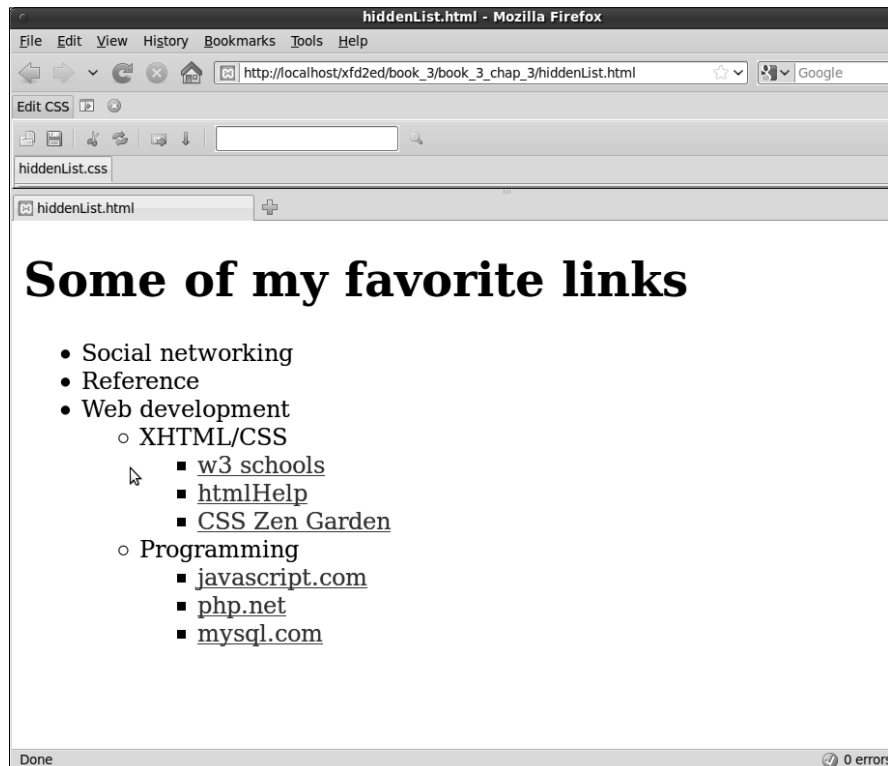 hiddenList.html - Mozilla Firefox
File Edit View History Bookmarks Tools Help
http://localhost/xfd2ed/book_3/book_3_chap_3/hiddenList.html Google
Edit CSS
hiddenList.css
hiddenList.html
Some of my favorite links
Social networking
Reference
Web development
XHTML/CSS
w3 schools
htmlHelp
CSS Zen Garden
Programming
javascript.com
php.net
mysql.com
Done 0 errors